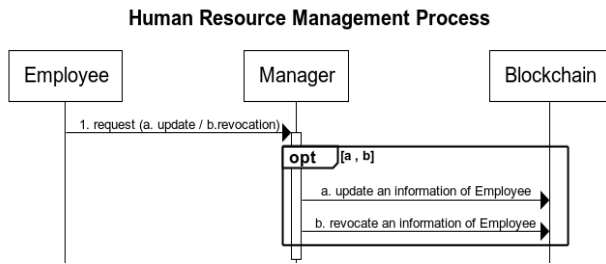 Human Resource Management Process
Employee
Manager
Blockchain
1. request (a. update / b.revocation)
opt
[a , b]
a. update an information of Employee
b. revocate an information of Employee